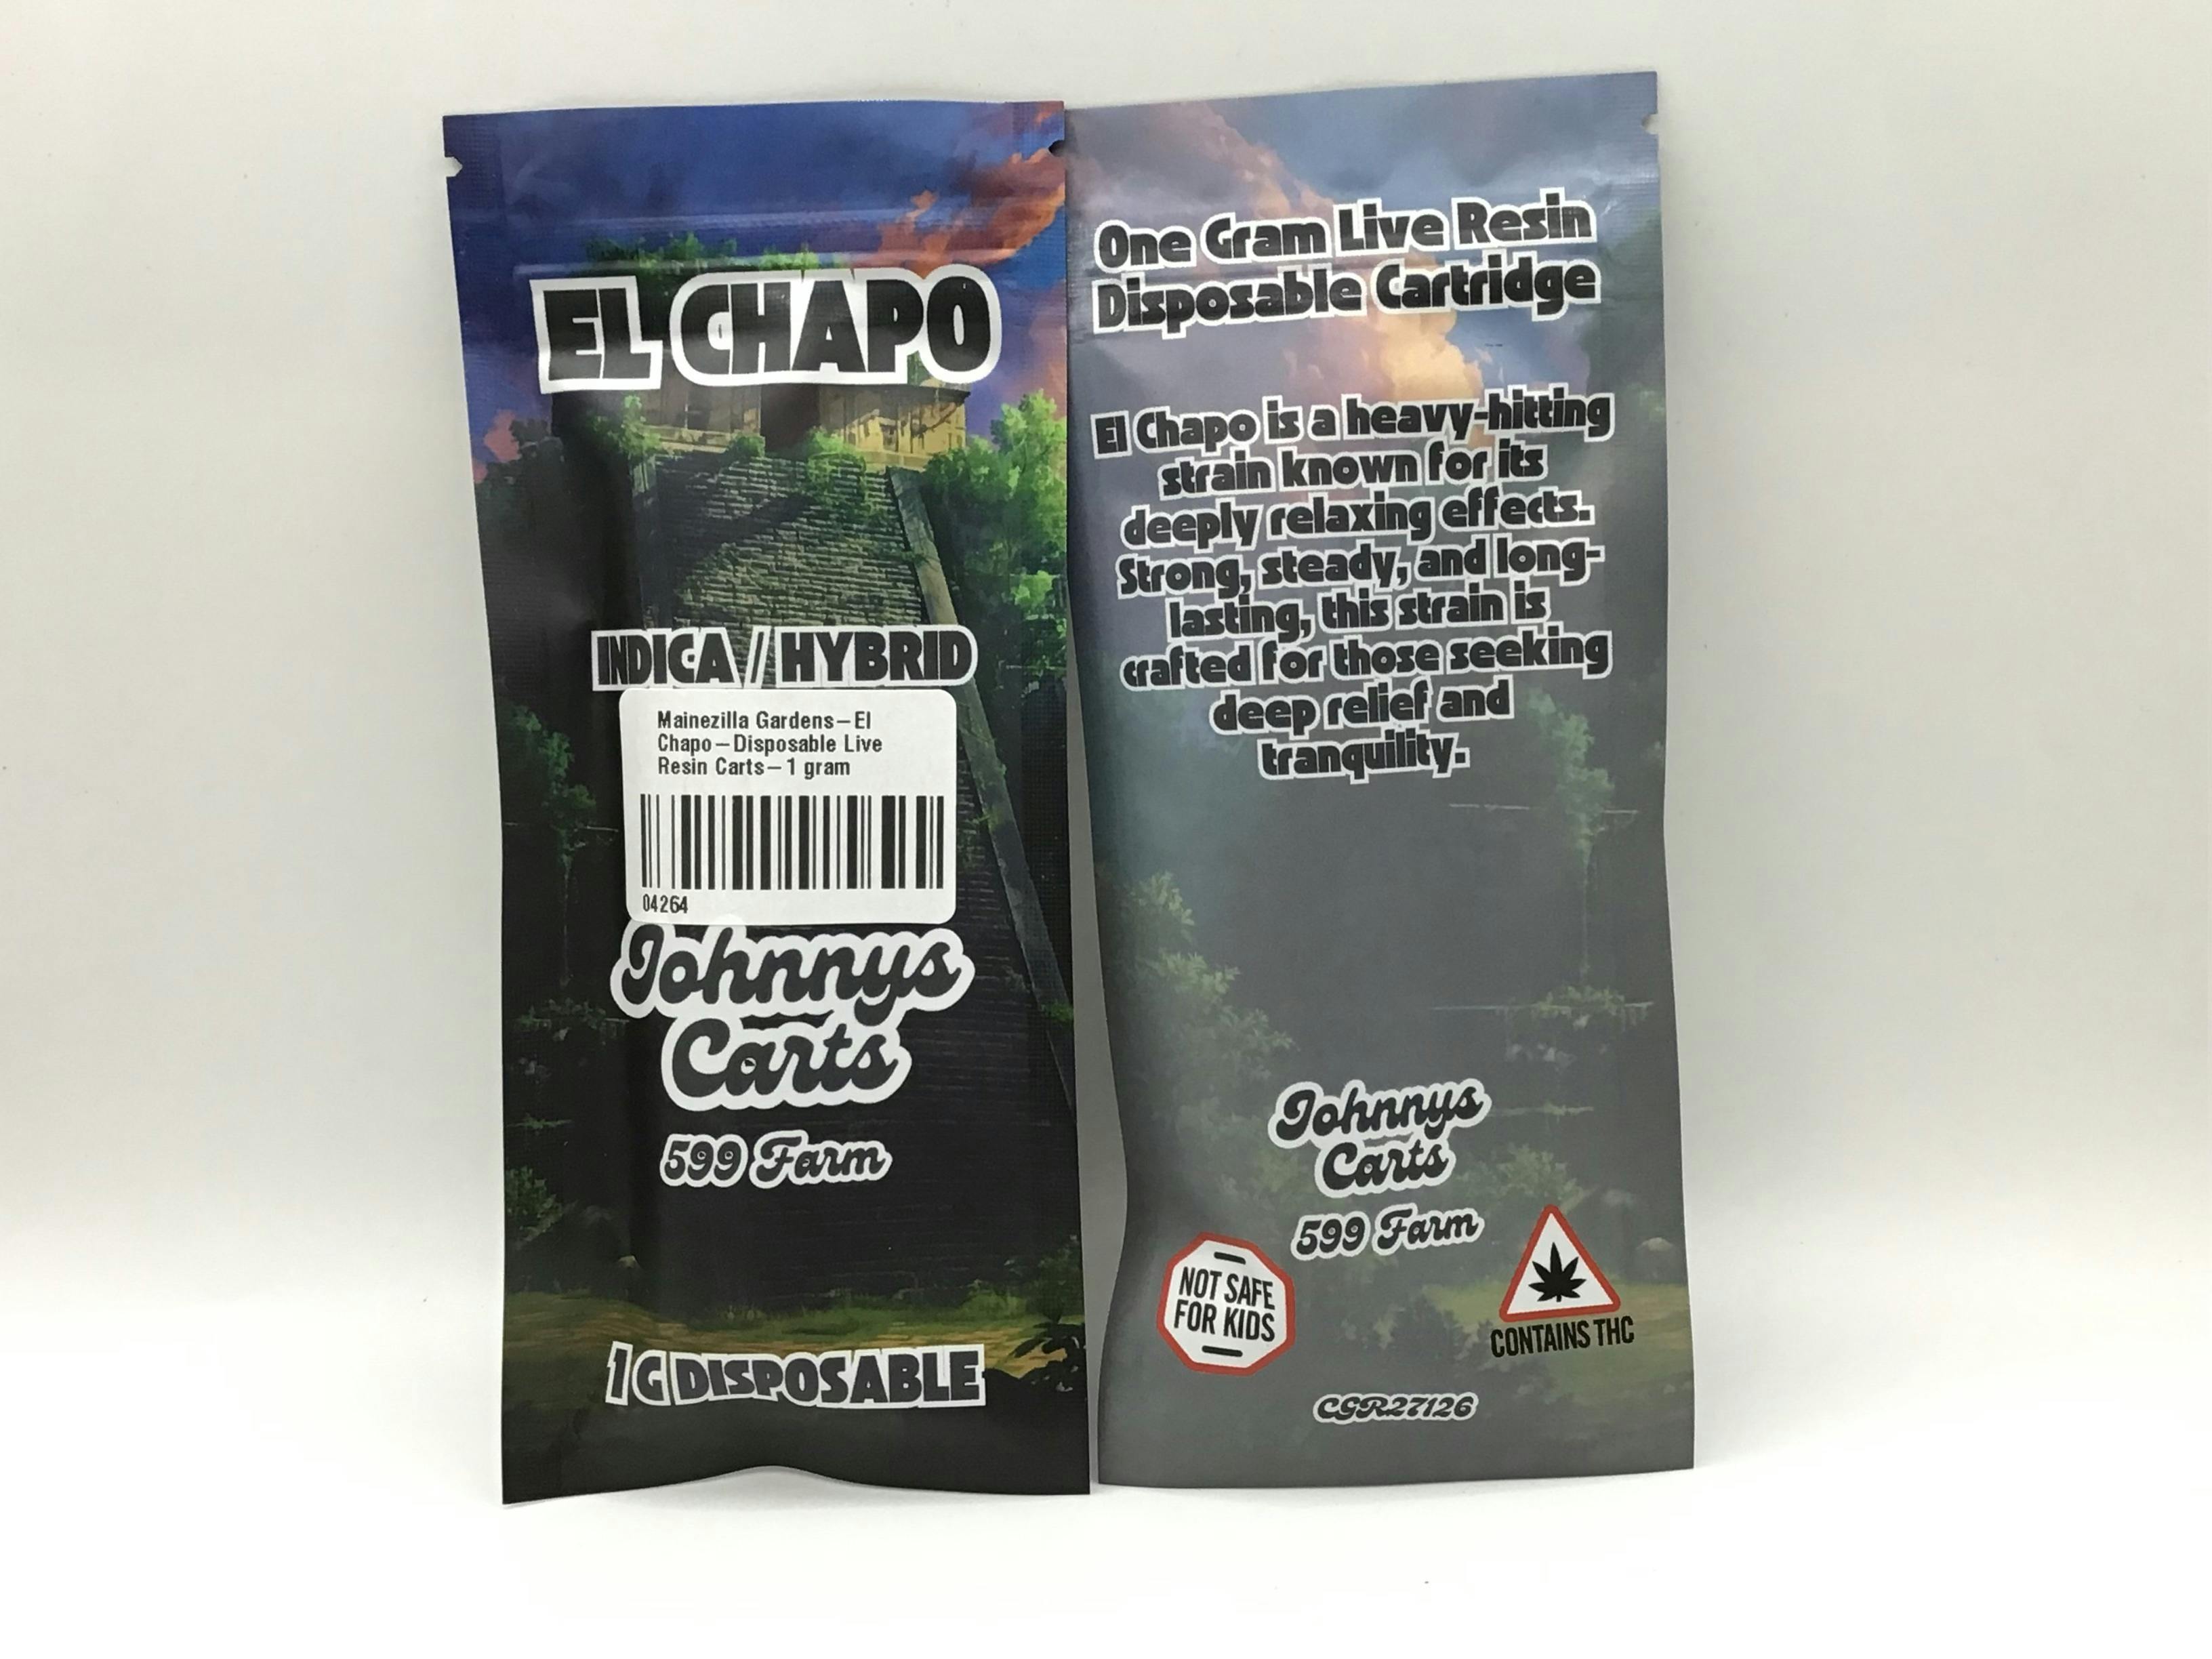 EL CHAPO
INDICA / HYBRID
Mainezilla Gardens—El
Chapo—Disposable Live
Resin Carts—1 gram
04264
Johnnys
Carts
599 Farm
1G DISPOSABLE
One Gram Live Resin
Disposable Cartridge
El Chapo is a heavy-hitting
strain known for its
deeply relaxing effects.
Strong, steady, and long-
lasting, this strain is
crafted for those seeking
deep relief and
tranquility.
Johnnys
Carts
599 Farm
NOT SAFE
FOR KIDS
CONTAINS THC
CGR27126